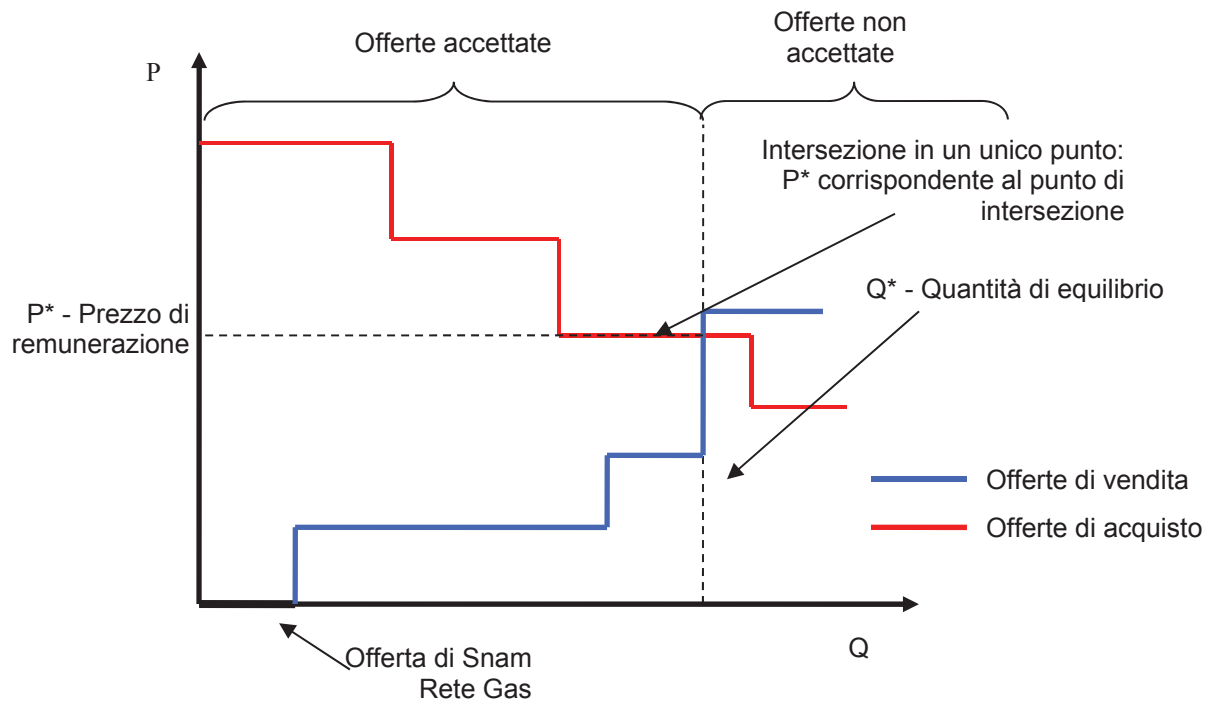 Offerte accettate
Offerte non
accettate
P
Intersezione in un unico punto:
P* corrispondente al punto di
intersezione
Q* - Quantità di equilibrio
P* - Prezzo di
remunerazione
Offerte di vendita
Offerte di acquisto
Q
Offerta di Snam
Rete Gas